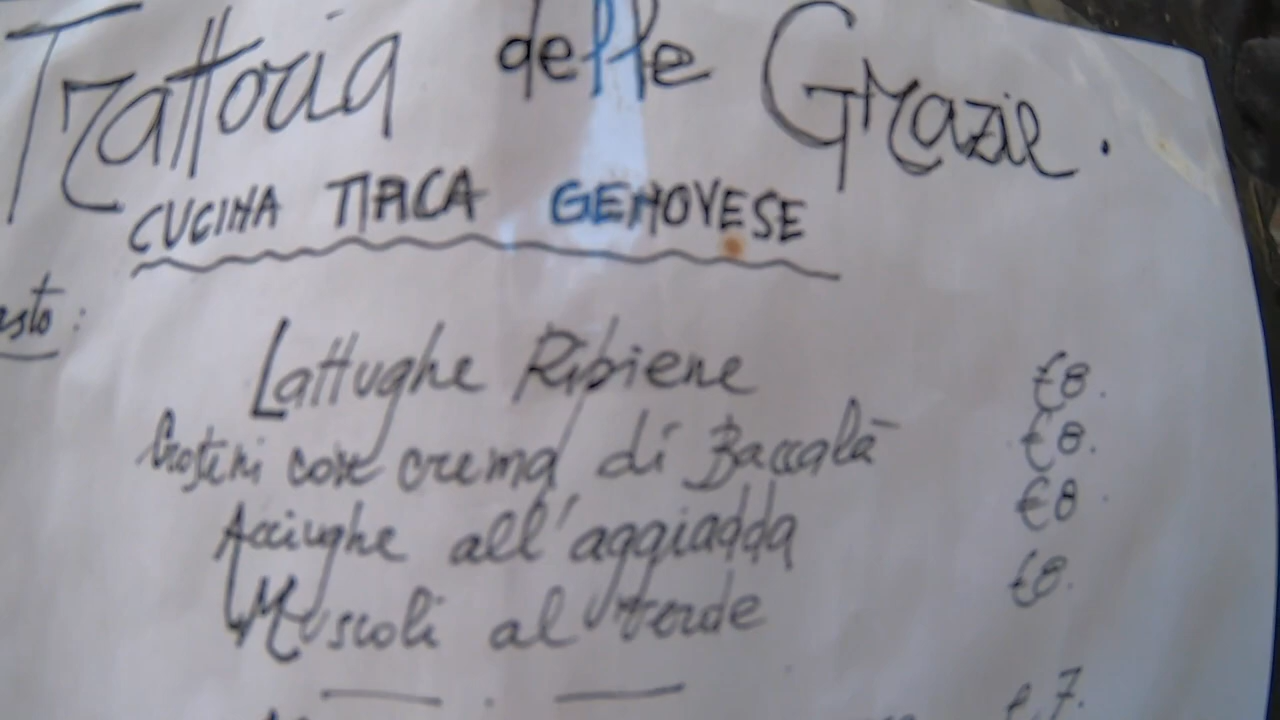 Trattoria delle Grazie.
CUCINA TIPICA GENOVESE
Lattughe Ripiene €8.
Crostini con crema di Baccalà €8.
Acciughe all'aggiadda €8.
Muscoli al verde €8.
€7.